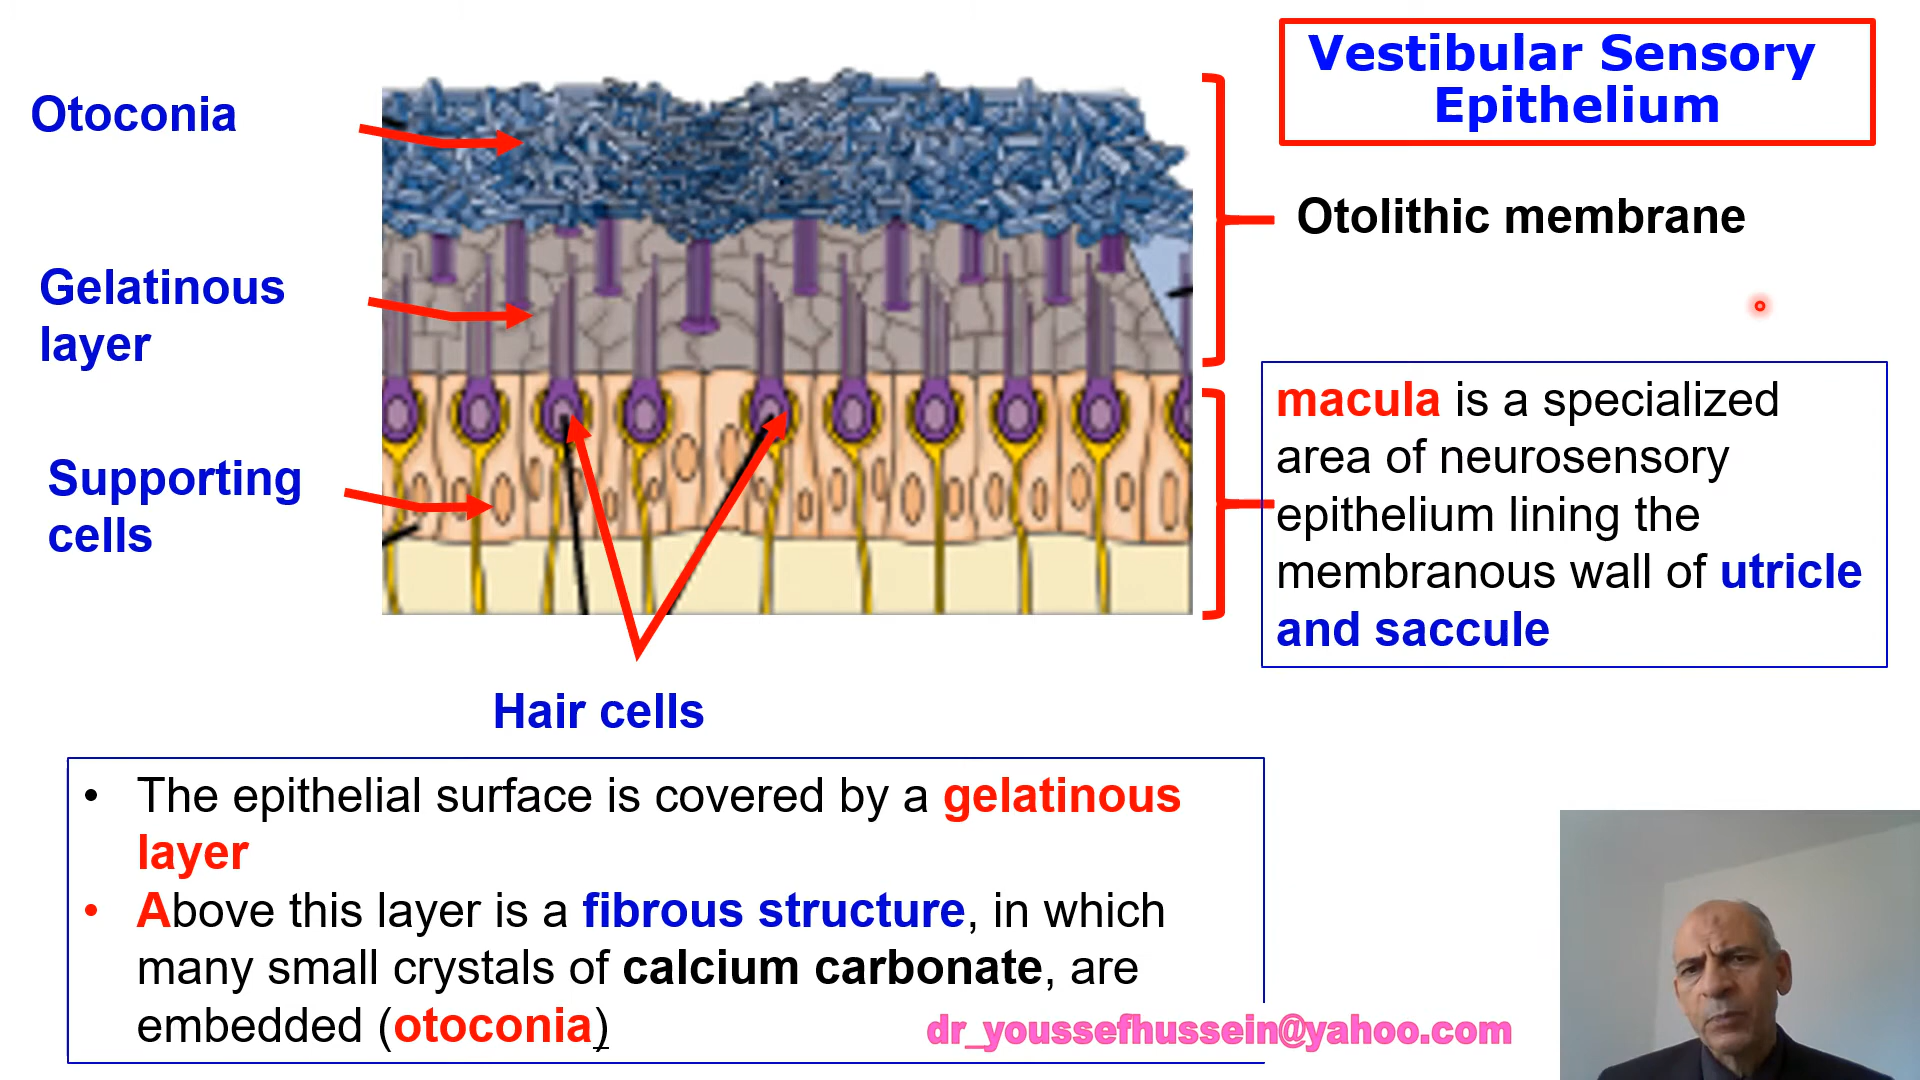 Vestibular Sensory
Epithelium
Otoconia
Otolithic membrane
Gelatinous
layer
Supporting
cells
macula is a specialized
area of neurosensory
epithelium lining the
membranous wall of utricle
and saccule
Hair cells
• The epithelial surface is covered by a gelatinous
layer
• Above this layer is a fibrous structure, in which
many small crystals of calcium carbonate, are
embedded (otoconia)
dr_youssefhussein@yahoo.com